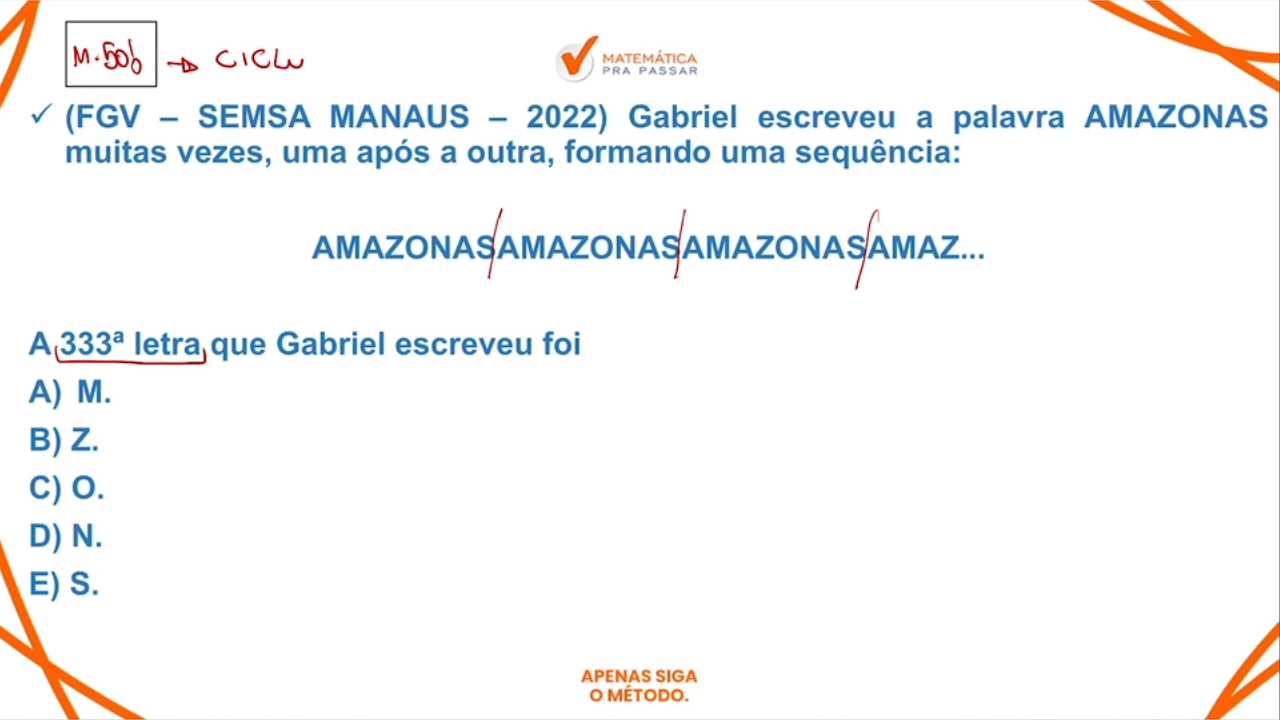 M.50b → CICLO
MATEMÁTICA
PRA PASSAR
✓ (FGV – SEMSA MANAUS – 2022) Gabriel escreveu a palavra AMAZONAS
muitas vezes, uma após a outra, formando uma sequência:
AMAZONASAMAZONASAMAZONASAMAZ...
A 333ª letra que Gabriel escreveu foi
A) M.
B) Z.
C) O.
D) N.
E) S.
APENAS SIGA
O MÉTODO.